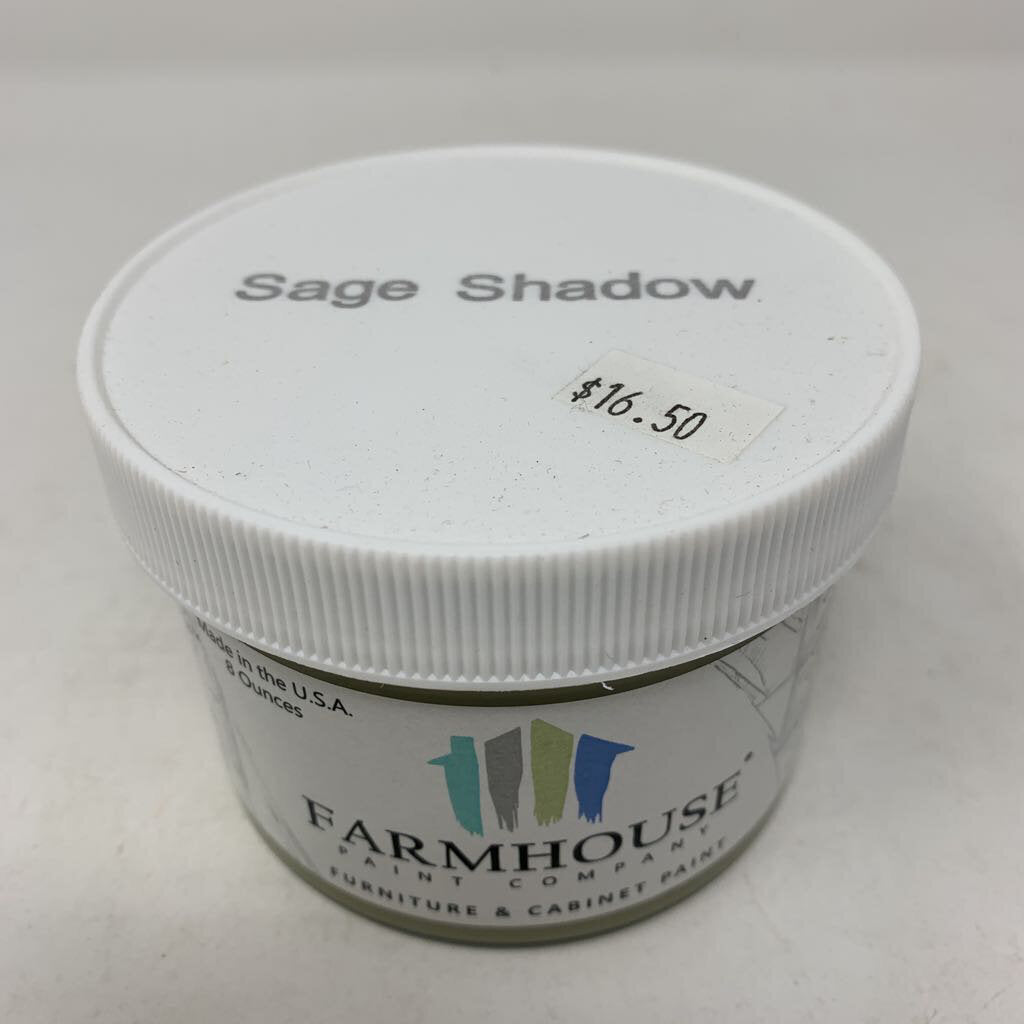 Sage Shadow
$16.50
Made in the U.S.A.
8 Ounces
FARMHOUSE
PAINT COMPANY
FURNITURE & CABINET PAINT